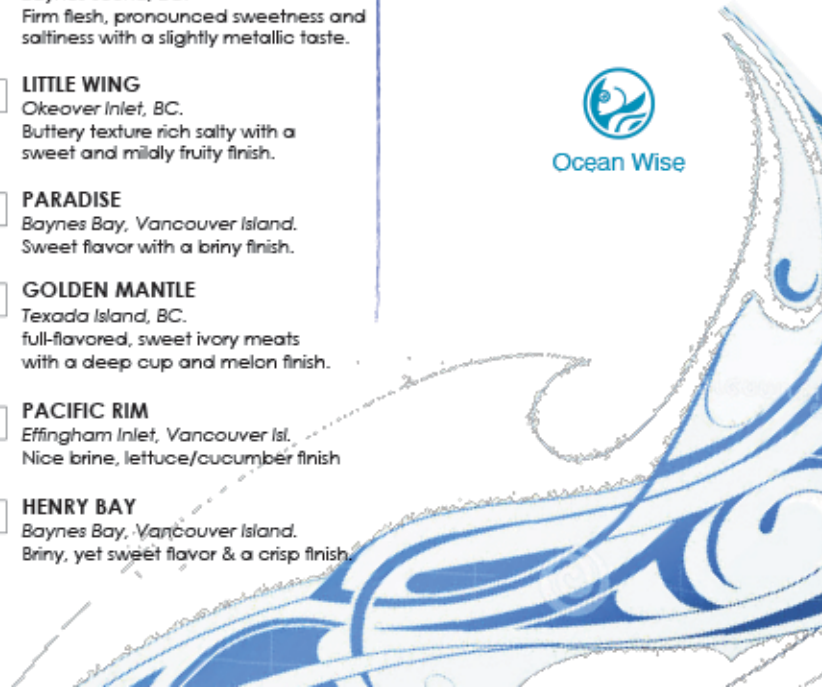 Firm flesh, pronounced sweetness and
saltiness with a slightly metallic taste.
LITTLE WING
Okeover Inlet, BC.
Buttery texture rich salty with a
sweet and mildly fruity finish.
PARADISE
Baynes Bay, Vancouver Island.
Sweet flavor with a briny finish.
GOLDEN MANTLE
Texada Island, BC.
full-flavored, sweet ivory meats
with a deep cup and melon finish.
PACIFIC RIM
Effingham Inlet, Vancouver Isl.
Nice brine, lettuce/cucumber finish
HENRY BAY
Baynes Bay, Vancouver Island.
Briny, yet sweet flavor & a crisp finish.
Ocean Wise